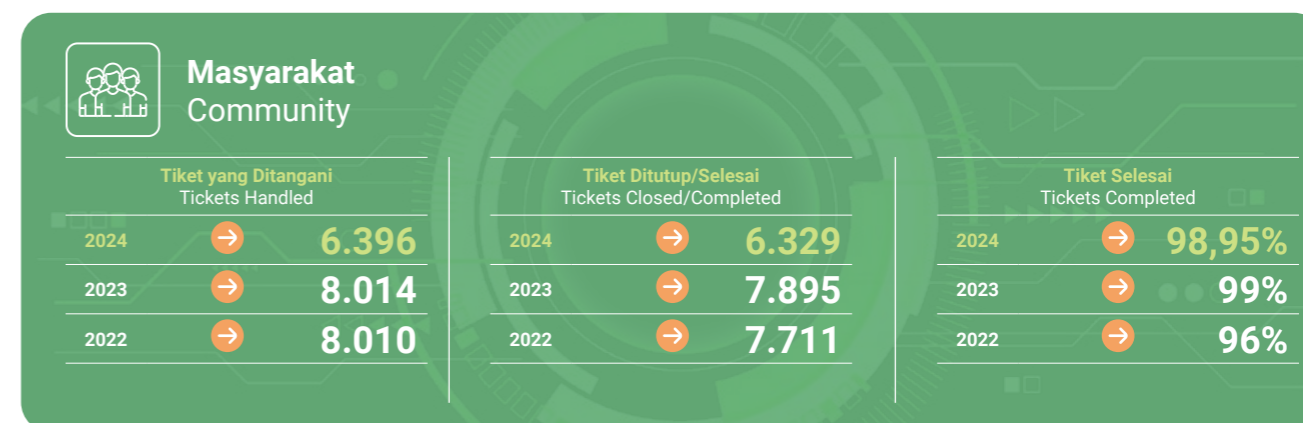 Masyarakat
Community
Tiket yang Ditangani
Tickets Handled
2024 6.396
2023 8.014
2022 8.010
Tiket Ditutup/Selesai
Tickets Closed/Completed
2024 6.329
2023 7.895
2022 7.711
Tiket Selesai
Tickets Completed
2024 98,95%
2023 99%
2022 96%